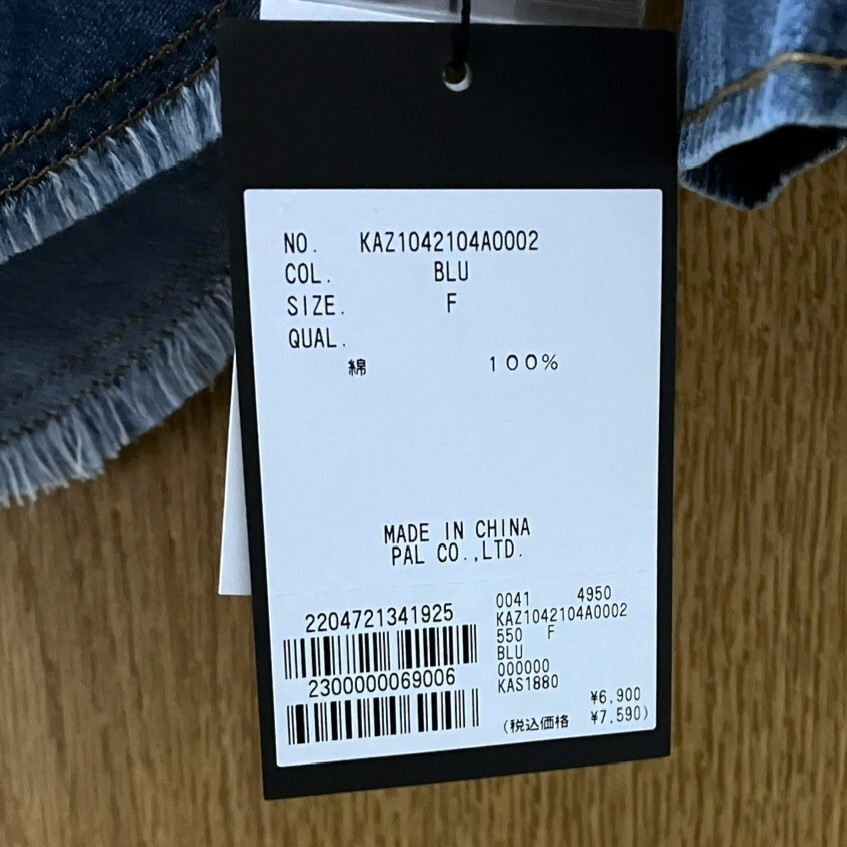 NO. KAZ1042104A0002
COL. BLU
SIZE. F
QUAL.
綿 100%
MADE IN CHINA
PAL CO.,LTD.
2204721341925
2300000069006
0041 4950
KAZ1042104A0002
550 F
BLU
000000
KAS1880
¥6,900
(税込価格 ¥7,590)